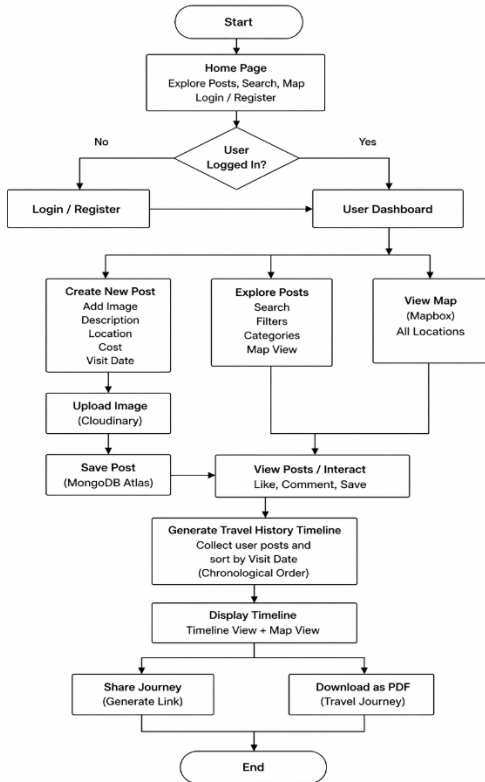 Start
Home Page
Explore Posts, Search, Map
Login / Register
No
Yes
User
Logged In?
Login / Register
User Dashboard
Create New Post
Add Image
Description
Location
Cost
Visit Date
Explore Posts
Search
Filters
Categories
Map View
View Map
(Mapbox)
All Locations
Upload Image
(Cloudinary)
Save Post
(MongoDB Atlas)
View Posts / Interact
Like, Comment, Save
Generate Travel History Timeline
Collect user posts and
sort by Visit Date
(Chronological Order)
Display Timeline
Timeline View + Map View
Share Journey
(Generate Link)
Download as PDF
(Travel Journey)
End